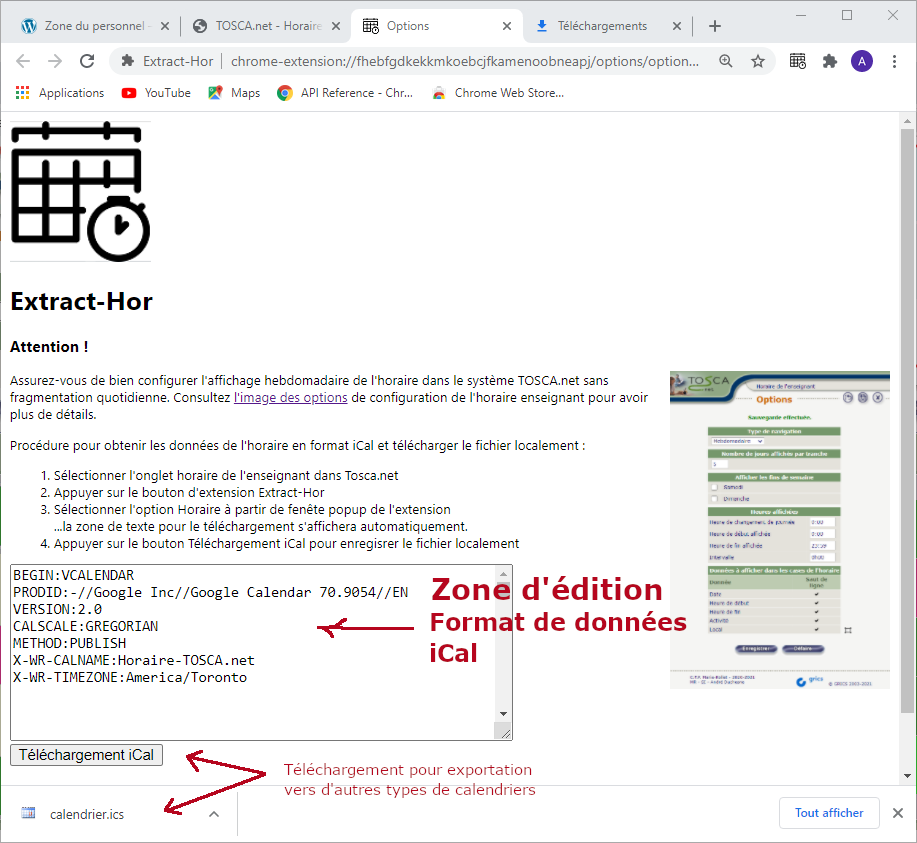 Zone du personnel
TOSCA.net - Horaire
Options
Téléchargements
Extract-Hor
chrome-extension://fhebfgdkekkmkoebcjfkamenoobneapj/options/option...
A
Applications
YouTube
Maps
API Reference - Chr...
Chrome Web Store...
Extract-Hor
Attention !
Assurez-vous de bien configurer l'affichage hebdomadaire de l'horaire dans le système TOSCA.net sans
fragmentation quotidienne. Consultez l'image des options de configuration de l'horaire enseignant pour avoir
plus de détails.
Procédure pour obtenir les données de l'horaire en format iCal et télécharger le fichier localement :
1. Sélectionner l'onglet horaire de l'enseignant dans Tosca.net
2. Appuyer sur le bouton d'extension Extract-Hor
3. Sélectionner l'option Horaire à partir de fenête popup de l'extension
...la zone de texte pour le téléchargement s'affichera automatiquement.
4. Appuyer sur le bouton Téléchargement iCal pour enregisrer le fichier localement
TOSCA
.net
Horaire de l'enseignant
Options
Sauvegarde effectuée.
Type de navigation
Hebdomadaire
Nombre de jours affichés par tranche
Afficher les fins de semaine
Samedi
Dimanche
Heures affichées
Heure de changement de journée
0:00
Heure de début affichée
0:00
Heure de fin affichée
23:59
Intervalle
Données à afficher dans les cases de l'horaire
Donnée
Saut de
ligne
Date
Heure de début
Heure de fin
Activité
Local
Enregistrer
Défaire
grics
BEGIN:VCALENDAR
PRODID:-//Google Inc//Google Calendar 70.9054//EN
VERSION:2.0
CALSCALE:GREGORIAN
METHOD:PUBLISH
X-WR-CALNAME:Horaire-TOSCA.net
X-WR-TIMEZONE:America/Toronto
Zone d'édition
Format de données
iCal
Téléchargement iCal
Téléchargement pour exportation
vers d'autres types de calendriers
calendrier.ics
Tout afficher